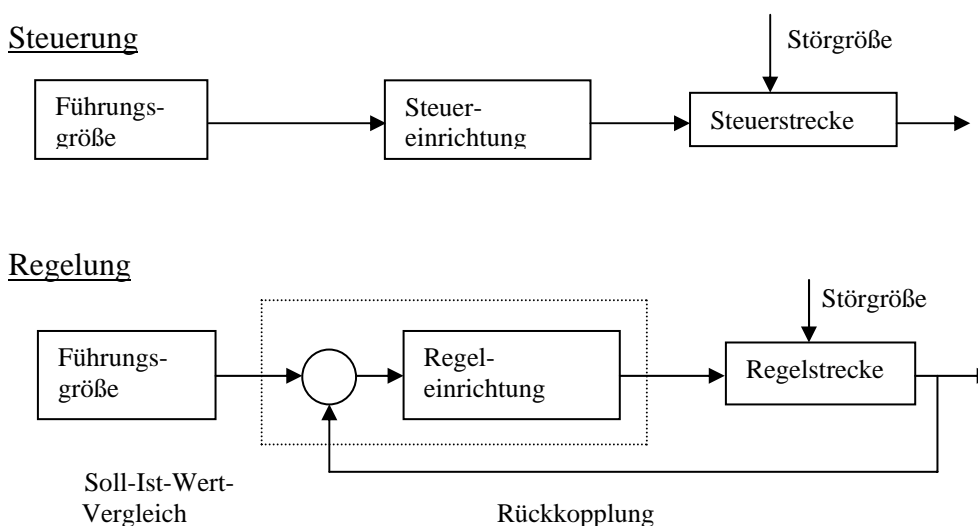 Steuerung
Störgröße
Führungs-
größe
Steuer-
einrichtung
Steuerstrecke
Regelung
Störgröße
Führungs-
größe
Regel-
einrichtung
Regelstrecke
Soll-Ist-Wert-
Vergleich
Rückkopplung